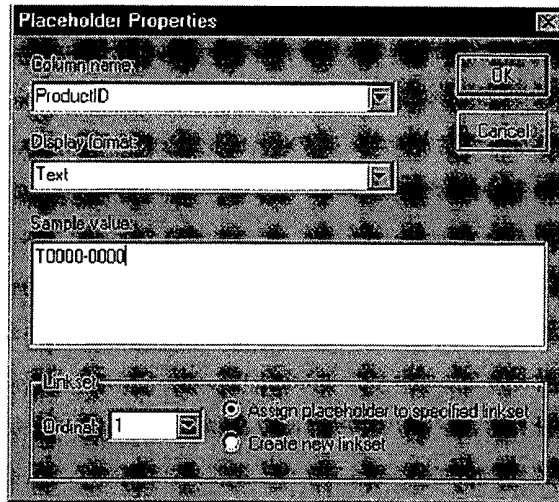 Placeholder Properties
Column name:
OK
ProductID
Cancel
Display format:
Text
Sample value:
T0000-0000
Linkset
Ordinal: 1
Assign placeholder to specified linkset
Create new linkset